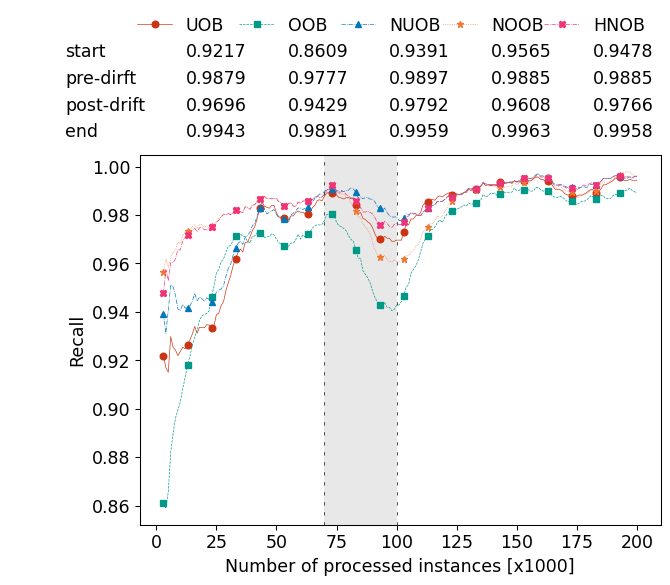 UOB OOB NUOB NOOB HNOB
start 0.9217 0.8609 0.9391 0.9565 0.9478
pre-dirft 0.9879 0.9777 0.9897 0.9885 0.9885
post-drift 0.9696 0.9429 0.9792 0.9608 0.9766
end 0.9943 0.9891 0.9959 0.9963 0.9958
1.00
0.98
0.96
0.94
0.92
0.90
0.88
0.86
Recall
0 25 50 75 100 125 150 175 200
Number of processed instances [x1000]